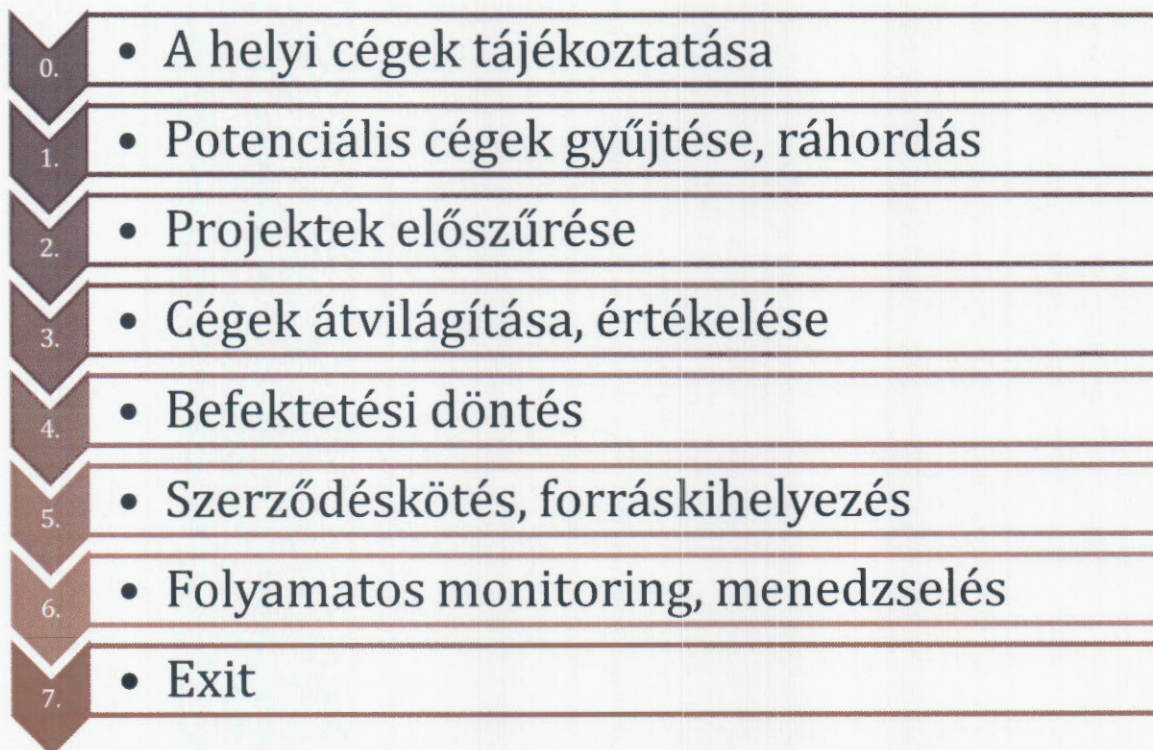 0. • A helyi cégek tájékoztatása
1. • Potenciális cégek gyűjtése, ráhordás
2. • Projektek előszűrése
3. • Cégek átvilágítása, értékelése
4. • Befektetési döntés
5. • Szerződéskötés, forráskihelyezés
6. • Folyamatos monitoring, menedzselés
7. • Exit